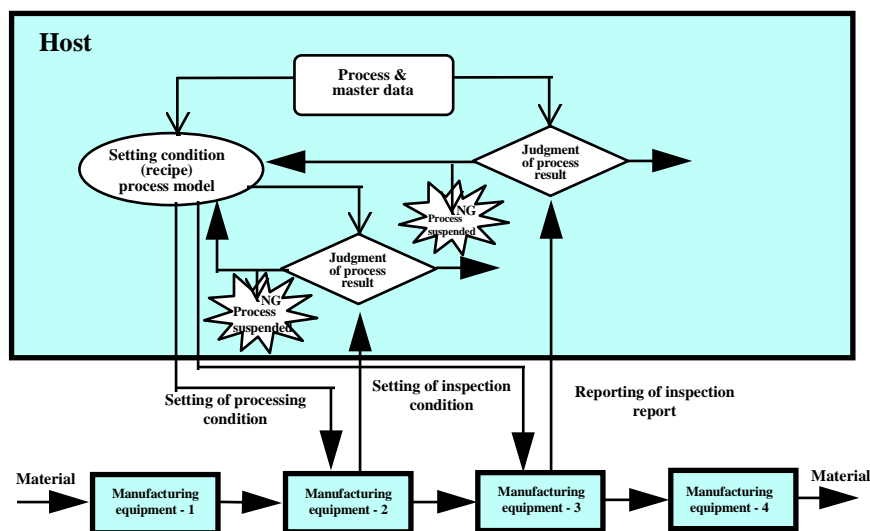 Host
Process &
master data
Setting condition
(recipe)
process model
Judgment
of process
result
NG
Process
suspended
Judgment
of process
result
NG
Process
suspended
Setting of processing
condition
Setting of inspection
condition
Reporting of inspection
report
Material
Manufacturing
equipment - 1
Manufacturing
equipment - 2
Manufacturing
equipment - 3
Manufacturing
equipment - 4
Material